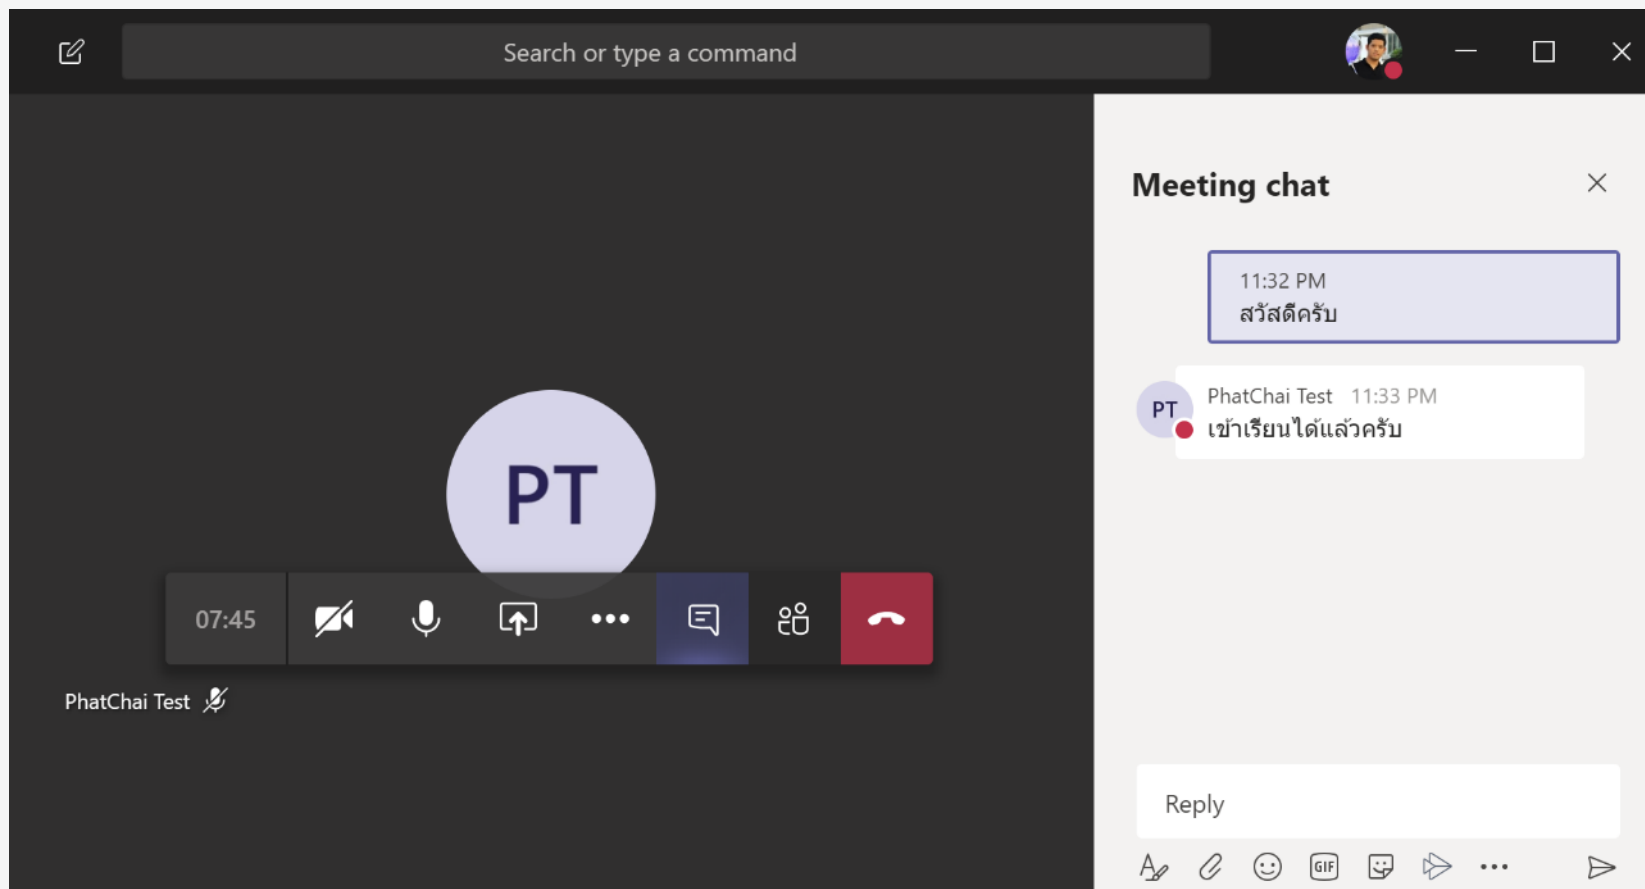 Search or type a command
Meeting chat
11:32 PM
สวัสดีครับ
PT
PhatChai Test 11:33 PM
เข้าเรียนได้แล้วครับ
PT
07:45
PhatChai Test
Reply
GIF